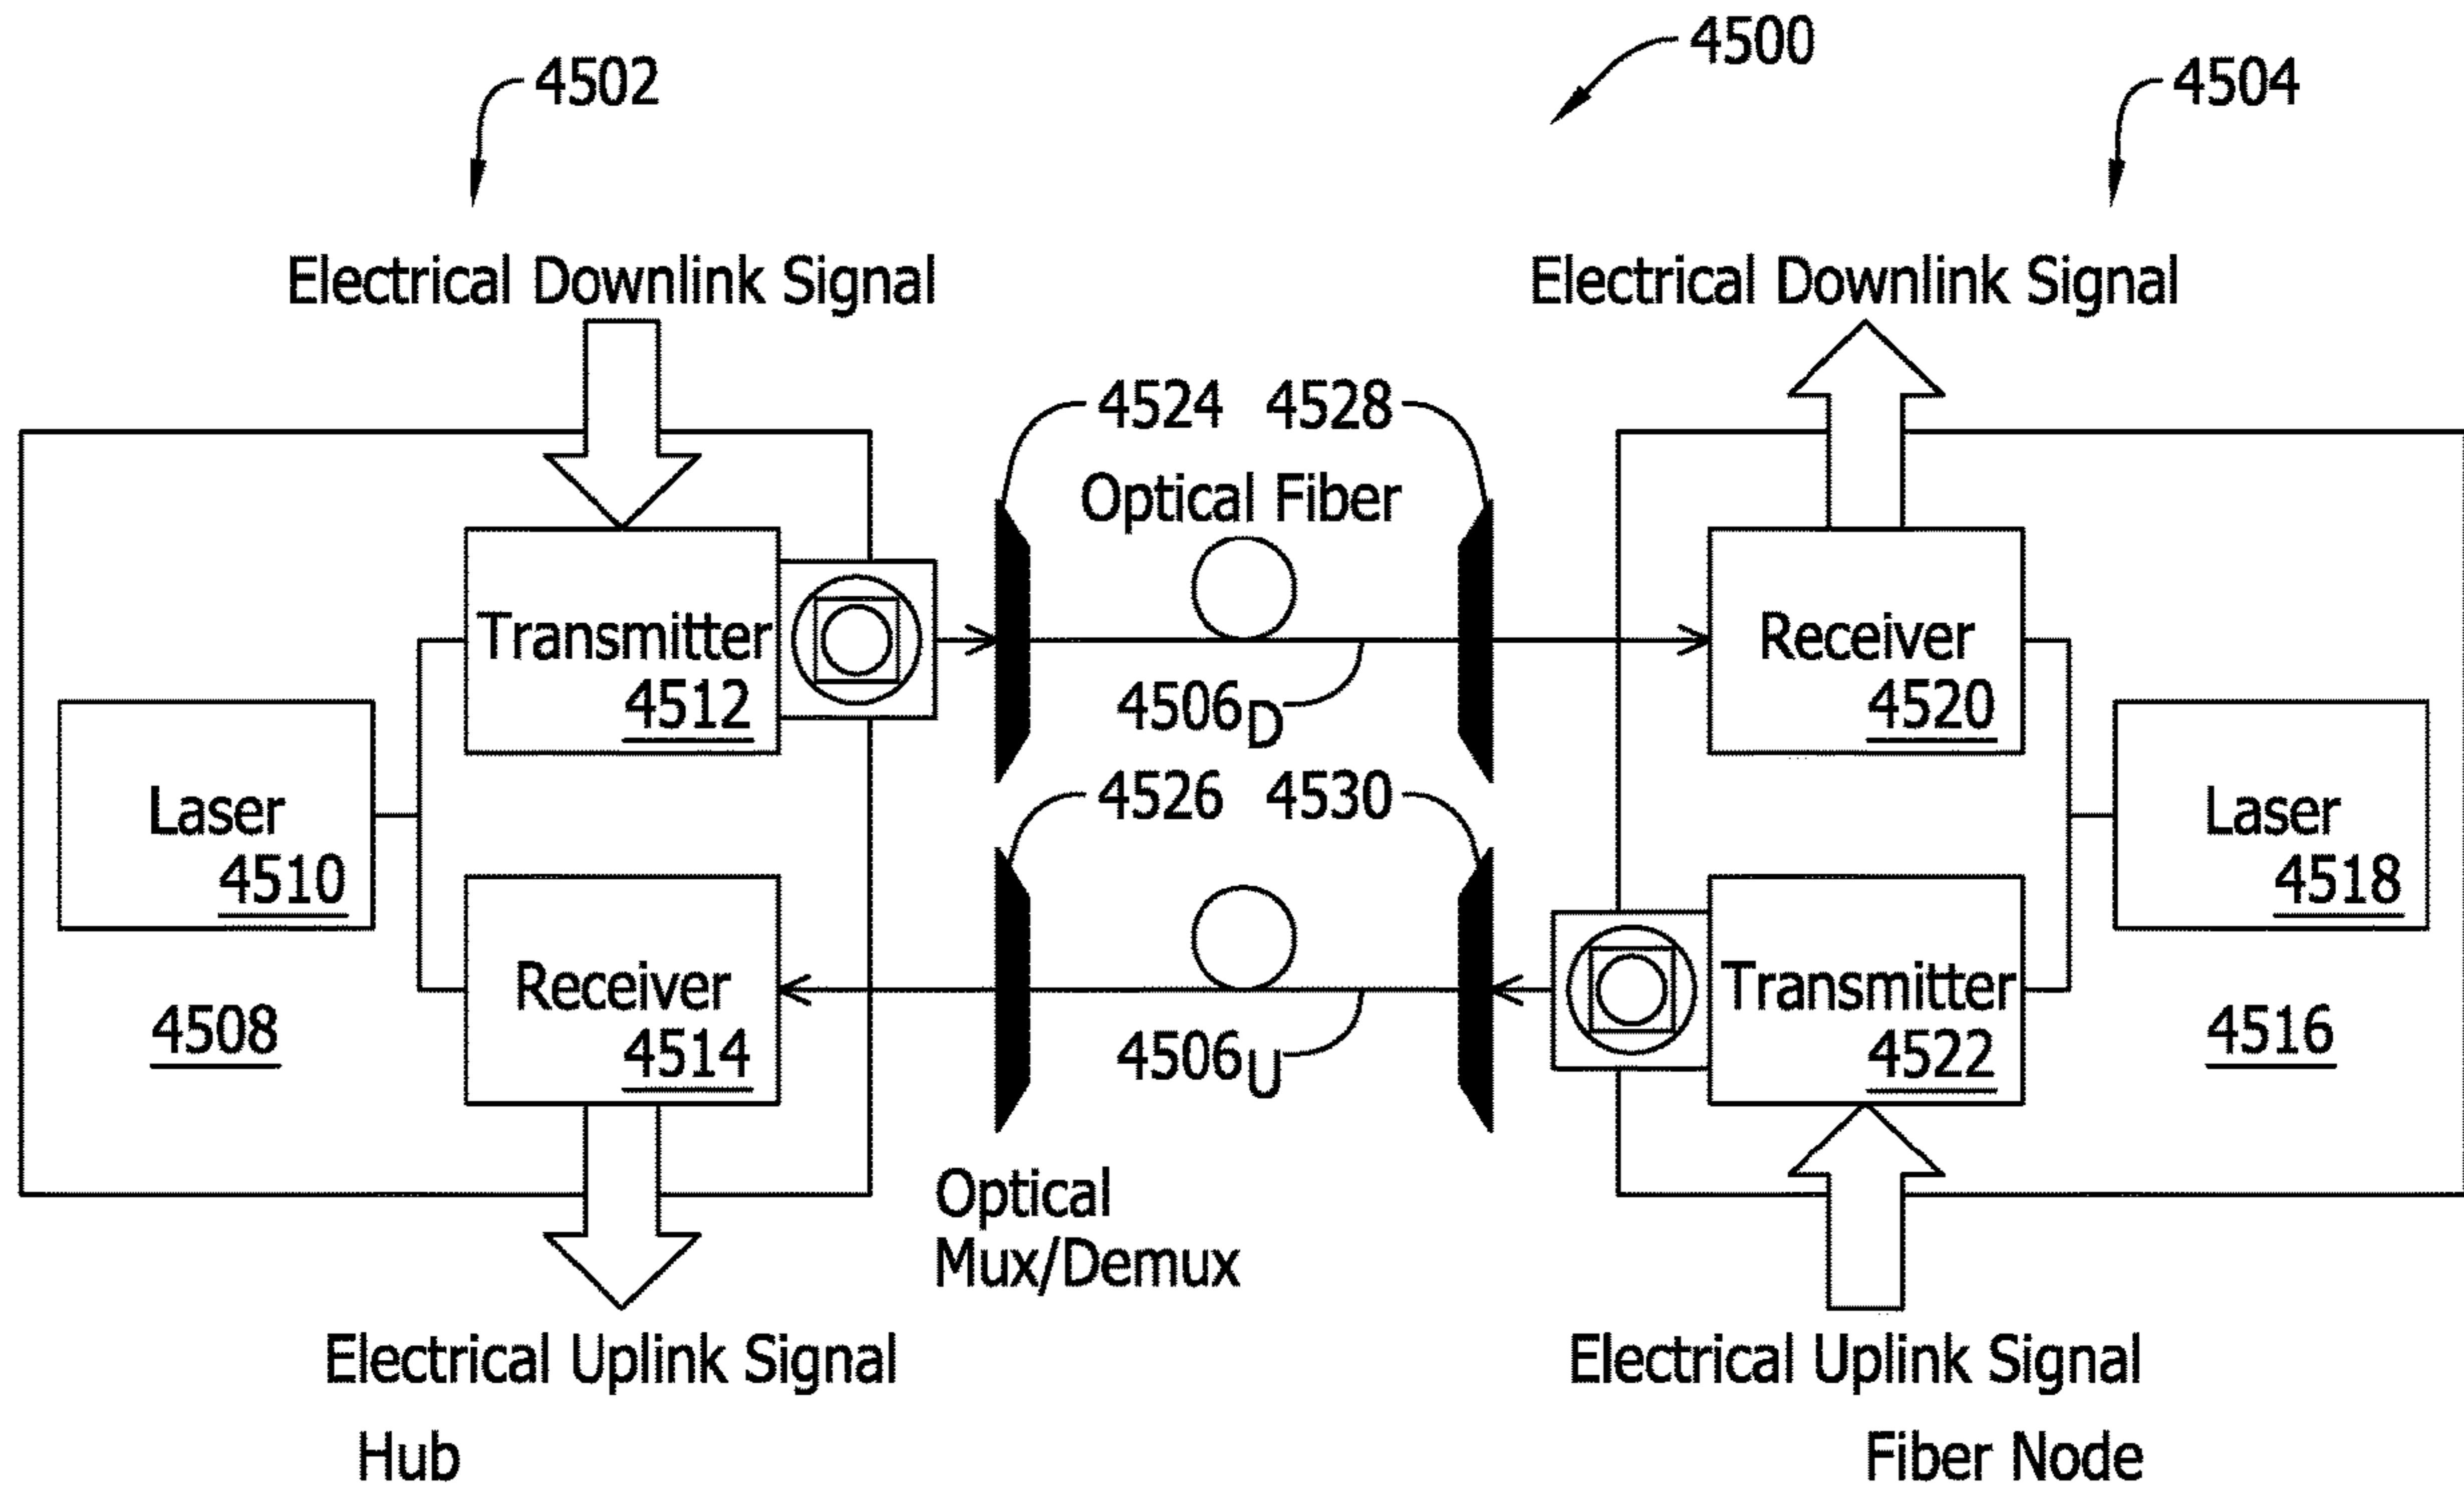 4500
4502
4504
Electrical Downlink Signal
Electrical Downlink Signal
4524
4528
Optical Fiber
Transmitter
4512
4506D
Receiver
4520
Laser
4510
4526
4530
Laser
4518
Receiver
4514
4508
4506U
Transmitter
4522
4516
Optical
Mux/Demux
Electrical Uplink Signal
Electrical Uplink Signal
Hub
Fiber Node